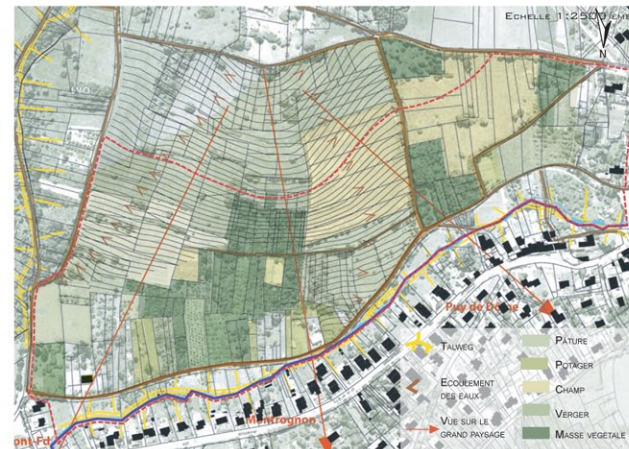 ECHELLE 1:2500 ÈME
N
Puy de Dôme
Montrognon
ont-Fd
TALWEG
ECOULEMENT
DES EAUX
VUE SUR LE
GRAND PAYSAGE
PÂTURE
POTAGER
CHAMP
VERGER
MASSE VÉGÉTALE